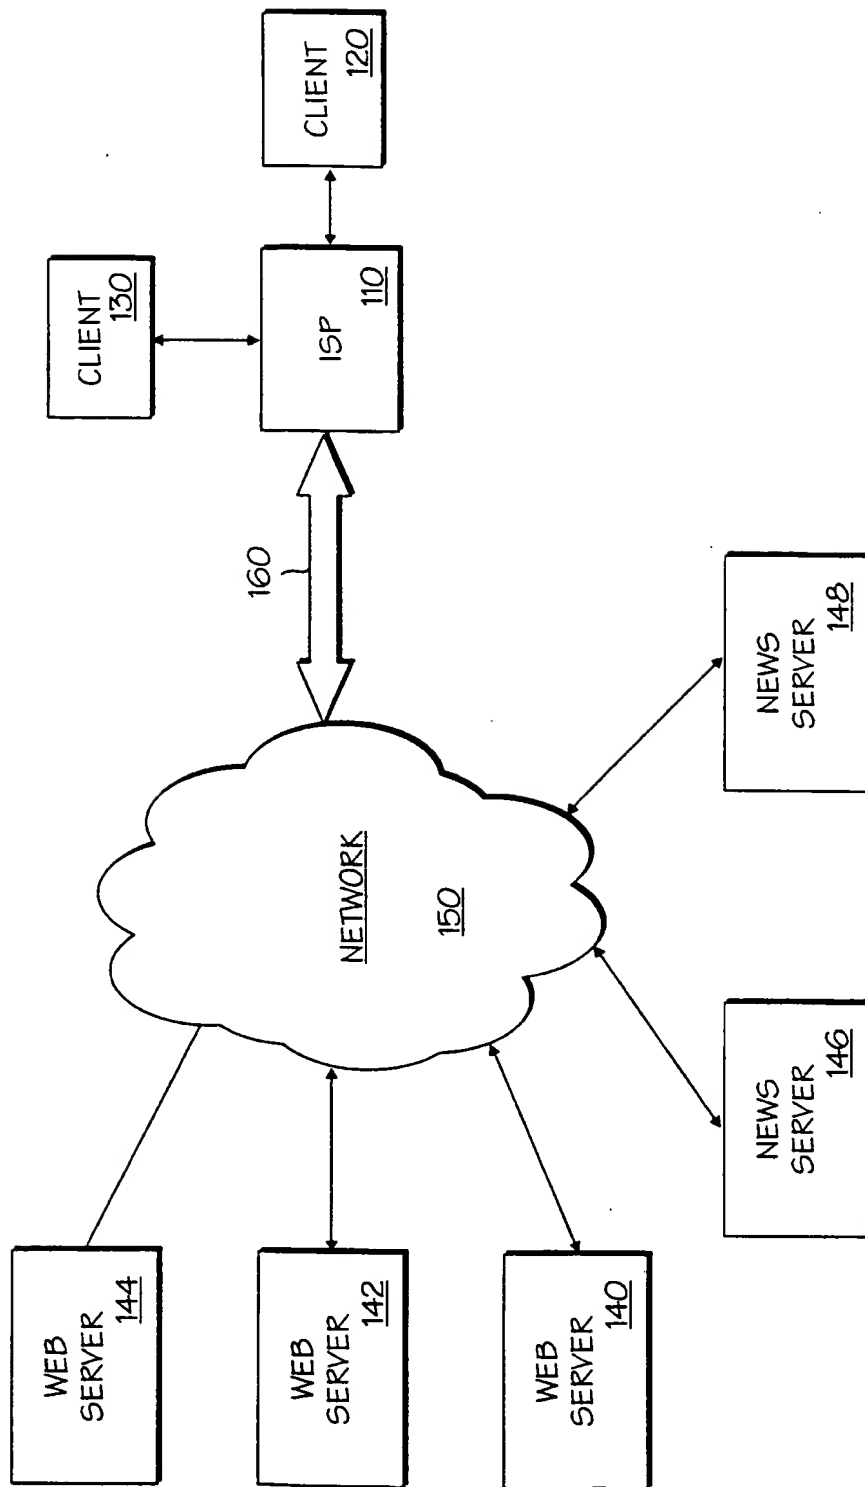 WEB
SERVER
144
WEB
SERVER
142
WEB
SERVER
140
NETWORK
150
NEWS
SERVER
146
NEWS
SERVER
148
160
CLIENT
130
ISP
110
CLIENT
120